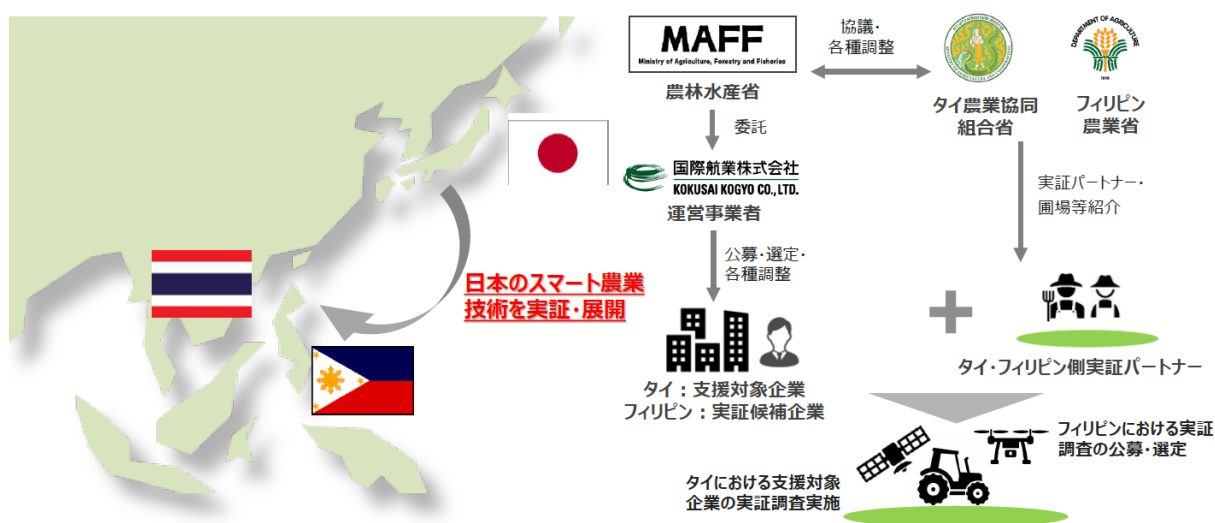 日本のスマート農業
技術を実証・展開
MAFF
Ministry of Agriculture, Forestry and Fisheries
農林水産省
協議・
各種調整
DEPARTMENT OF AGRICULTURE
1898
タイ農業協同
組合省
フィリピン
農業省
委託
国際航業株式会社
KOKUSAI KOGYO CO., LTD.
運営事業者
実証パートナー・
圃場等紹介
公募・選定・
各種調整
タイ：支援対象企業
フィリピン：実証候補企業
タイ・フィリピン側実証パートナー
フィリピンにおける実証
調査の公募・選定
タイにおける支援対象
企業の実証調査実施